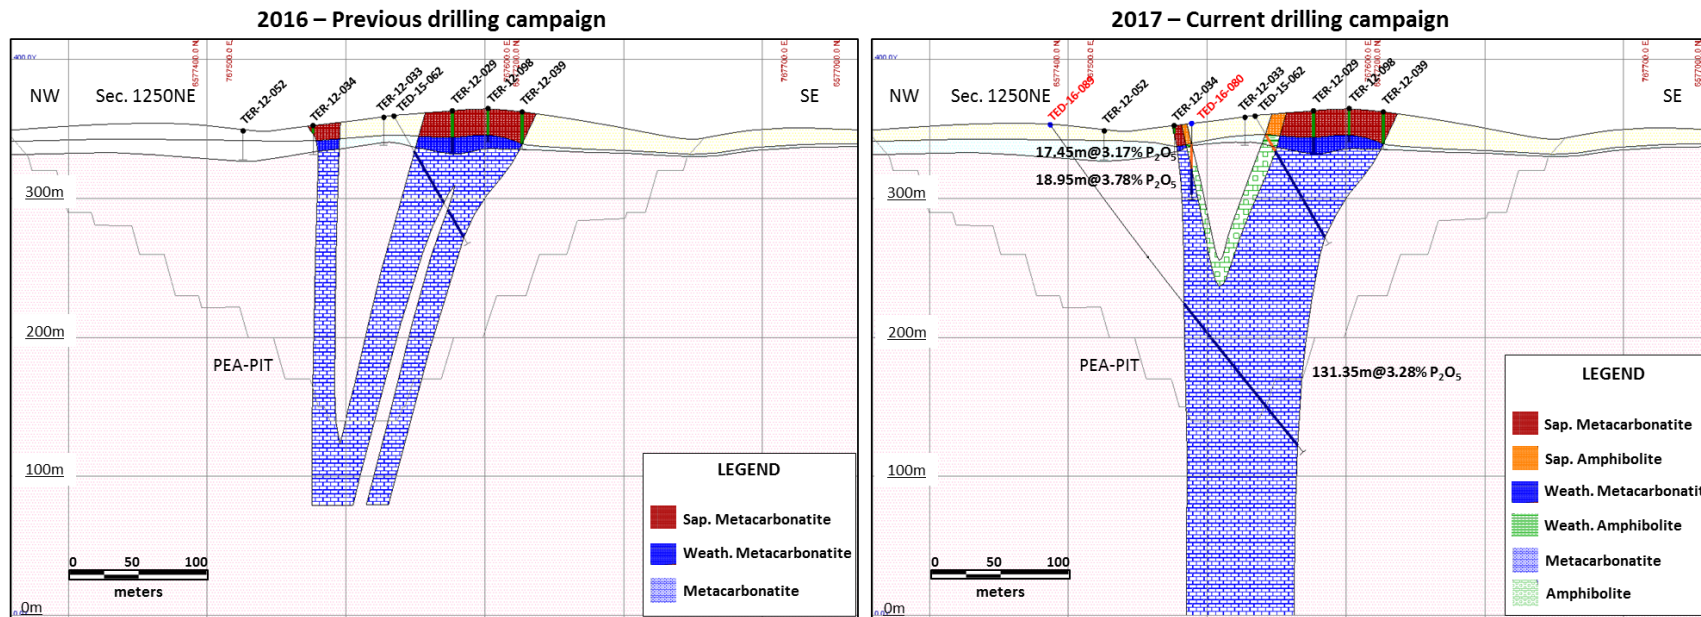 2016 – Previous drilling campaign
NW
Sec. 1250NE
SE
TER-12-052
TER-12-034
TER-12-033
TED-15-062
TER-12-029
TER-12-098
TER-12-039
300m
200m
100m
0m
PEA-PIT
0 50 100
meters
LEGEND
Sap. Metacarbonatite
Weath. Metacarbonatite
Metacarbonatite
2017 – Current drilling campaign
NW
Sec. 1250NE
SE
TED-16-089
TER-12-052
TER-12-034
TED-16-080
TER-12-033
TED-15-062
TER-12-029
TER-12-098
TER-12-039
17.45m@3.17% P₂O₅
18.95m@3.78% P₂O₅
131.35m@3.28% P₂O₅
300m
200m
100m
0m
PEA-PIT
0 50 100
meters
LEGEND
Sap. Metacarbonatite
Sap. Amphibolite
Weath. Metacarbonatit
Weath. Amphibolite
Metacarbonatite
Amphibolite